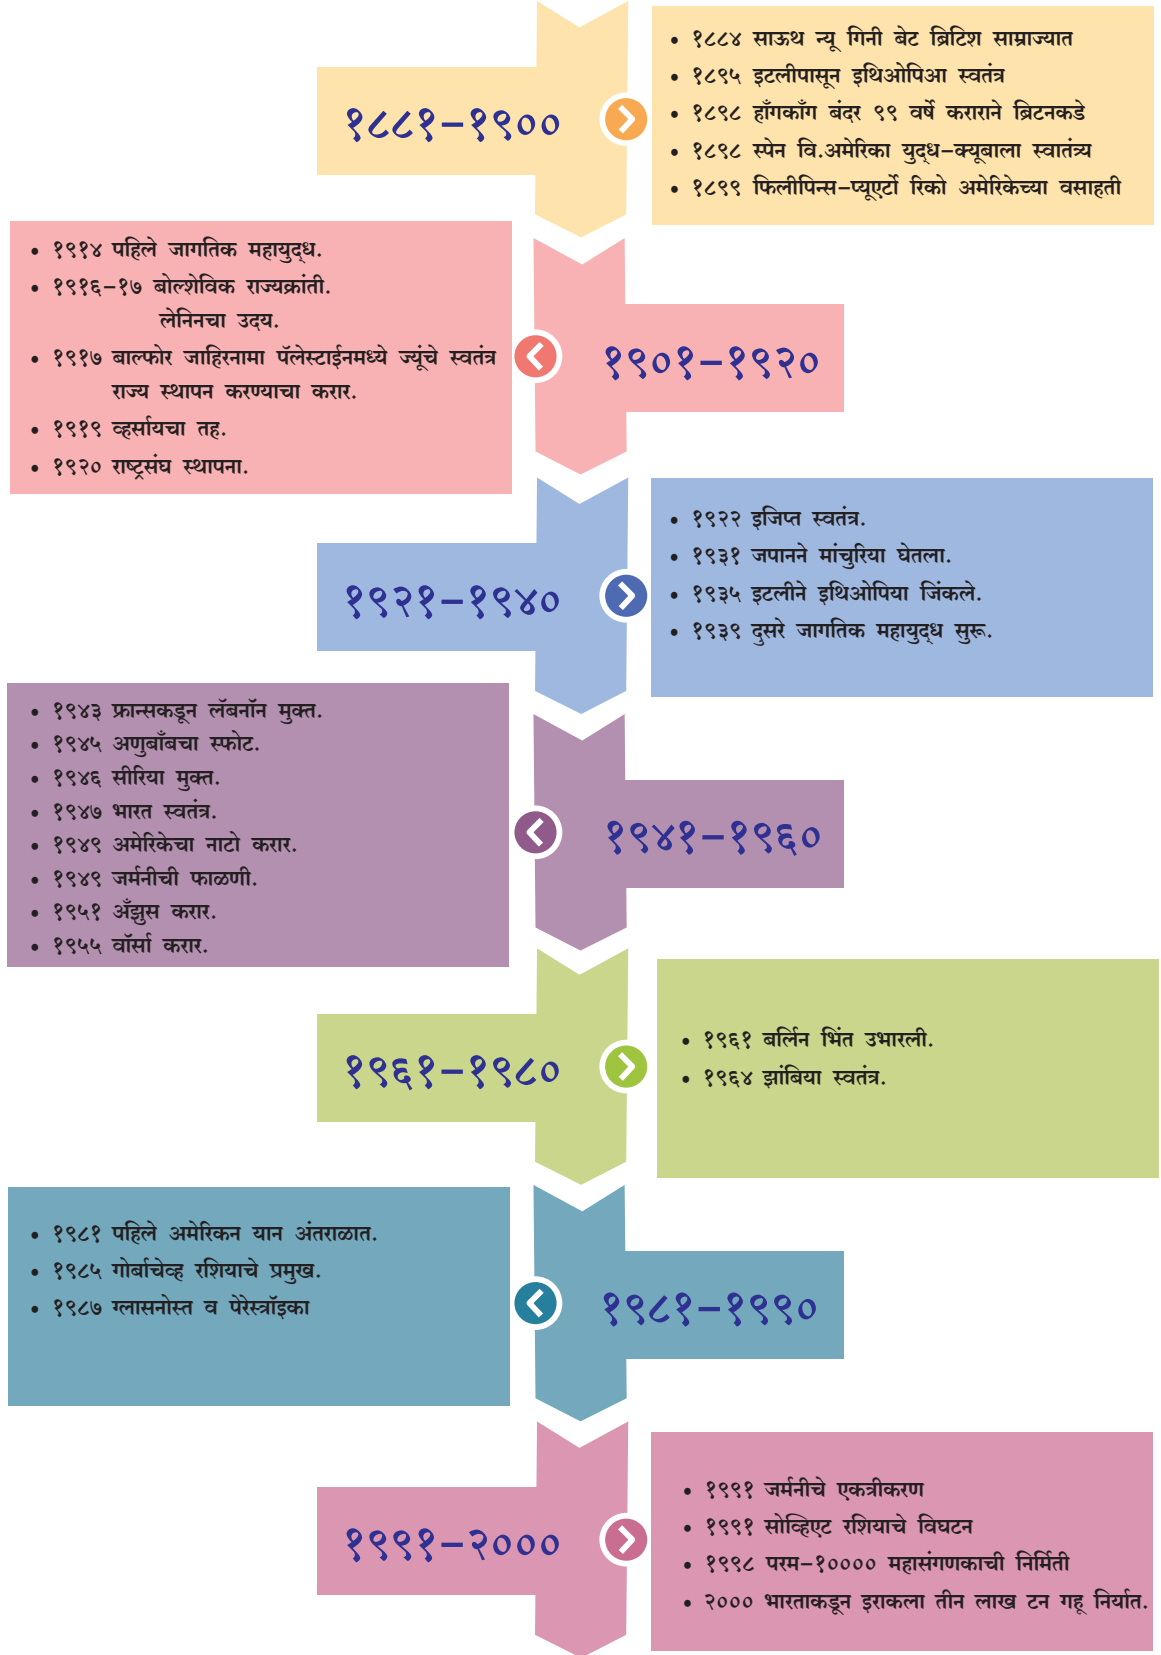 १८८१–१९००
• १८८४ साऊथ न्यू गिनी बेट ब्रिटिश साम्राज्यात
• १८९५ इटलीपासून इथिओपिआ स्वतंत्र
• १८९८ हाँगकाँग बंदर ९९ वर्षे कराराने ब्रिटनकडे
• १८९८ स्पेन वि.अमेरिका युद्ध–क्यूबाला स्वातंत्र्य
• १८९९ फिलीपिन्स–प्यूएर्टो रिको अमेरिकेच्या वसाहती
१९०१–१९२०
• १९१४ पहिले जागतिक महायुद्ध.
• १९१६–१७ बोल्शेविक राज्यक्रांती.
लेनिनचा उदय.
• १९१७ बाल्फोर जाहिरनामा पॅलेस्टाईनमध्ये ज्यूंचे स्वतंत्र
राज्य स्थापन करण्याचा करार.
• १९१९ व्हर्सायचा तह.
• १९२० राष्ट्रसंघ स्थापना.
१९२१–१९४०
• १९२२ इजिप्त स्वतंत्र.
• १९३१ जपानने मांचुरिया घेतला.
• १९३५ इटलीने इथिओपिया जिंकले.
• १९३९ दुसरे जागतिक महायुद्ध सुरू.
१९४१–१९६०
• १९४३ फ्रान्सकडून लॅबनॉन मुक्त.
• १९४५ अणुबाँबचा स्फोट.
• १९४६ सीरिया मुक्त.
• १९४७ भारत स्वतंत्र.
• १९४९ अमेरिकेचा नाटो करार.
• १९४९ जर्मनीची फाळणी.
• १९५१ अँझुस करार.
• १९५५ वॉर्सा करार.
१९६१–१९८०
• १९६१ बर्लिन भिंत उभारली.
• १९६४ झांबिया स्वतंत्र.
१९८१–१९९०
• १९८१ पहिले अमेरिकन यान अंतराळात.
• १९८५ गोर्बाचेव्ह रशियाचे प्रमुख.
• १९८७ ग्लासनोस्त व पेरेस्त्रॉइका
१९९१–२०००
• १९९१ जर्मनीचे एकत्रीकरण
• १९९१ सोव्हिएट रशियाचे विघटन
• १९९८ परम–१०००० महासंगणकाची निर्मिती
• २००० भारताकडून इराकला तीन लाख टन गहू निर्यात.